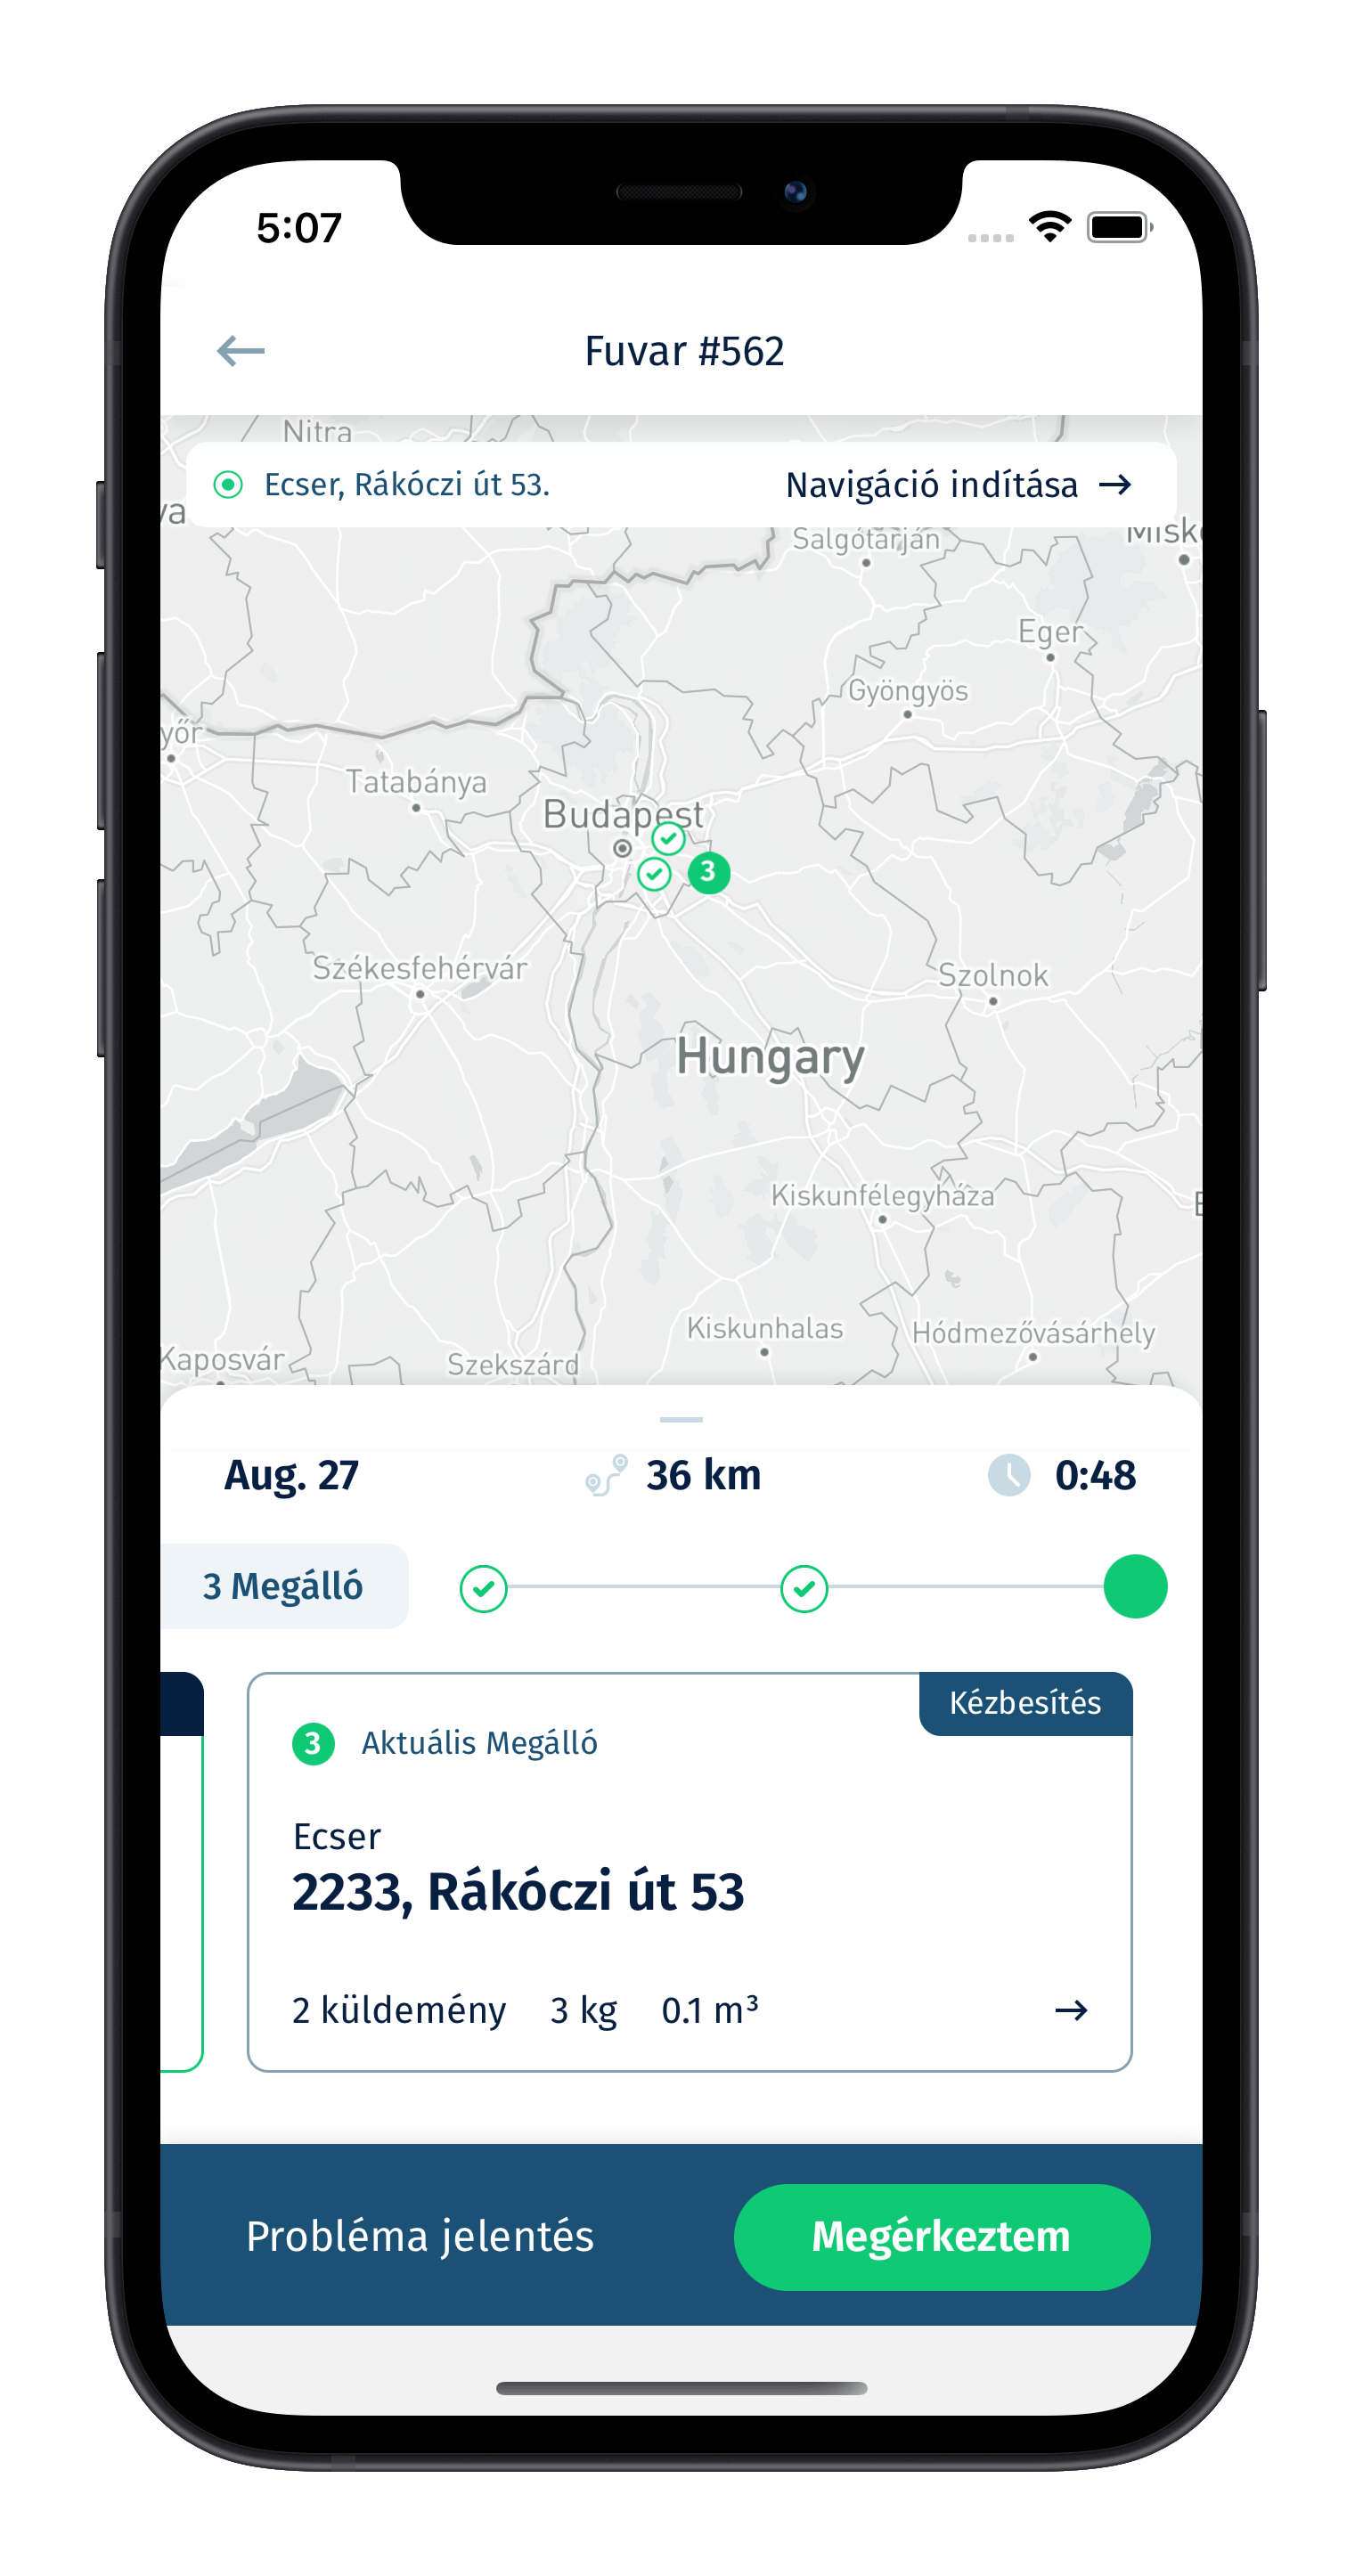 5:07
Fuvar #562
Nitra
Ecser, Rákóczi út 53.
Navigáció indítása
va
Salgótarján
Misk
Eger
Gyöngyös
yőr
Tatabánya
Budapest
3
Székesfehérvár
Szolnok
Hungary
Kiskunfélegyháza
Kiskunhalas
Hódmezővásárhely
Kaposvár
Szekszárd
Aug. 27
36 km
0:48
3 Megálló
Kézbesítés
3 Aktuális Megálló
Ecser
2233, Rákóczi út 53
2 küldemény 3 kg 0.1 m³
Probléma jelentés
Megérkeztem